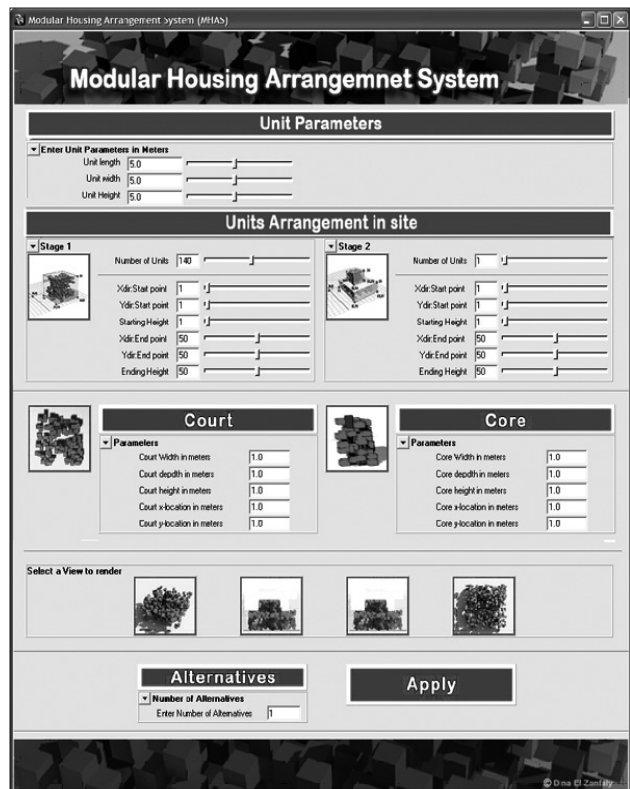 Modular Housing Arrangement System (MHAS)
Modular Housing Arrangemnet System
Unit Parameters
Enter Unit Parameters in Meters
Unit length 5.0
Unit width 5.0
Unit Height 5.0
Units Arrangement in site
Stage 1
Number of Units 140
Xdir:Start point 1
Ydir:Start point 1
Starting Height 1
Xdir:End point 50
Ydir:End point 50
Ending Height 50
Stage 2
Number of Units 1
Xdir:Start point 1
Ydir:Start point 1
Starting Height 1
Xdir:End point 50
Ydir:End point 50
Ending Height 50
Court
Parameters
Court Width in meters 1.0
Court depdth in meters 1.0
Court height in meters 1.0
Court x-location in meters 1.0
Court y-location in meters 1.0
Core
Parameters
Core Width in meters 1.0
Core depdth in meters 1.0
Core height in meters 1.0
Core x-location in meters 1.0
Core y-location in meters 1.0
Select a View to render
Alternatives
Number of Alternatives
Enter Number of Alternatives 1
Apply
© Dina El-Zanfaly